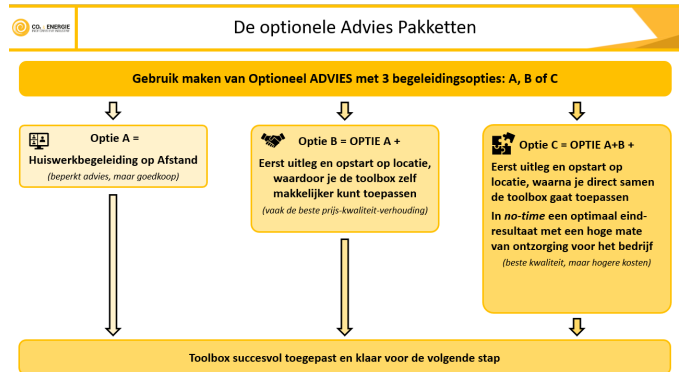 CO₂ ENERGIE
De optionele Advies Pakketten
Gebruik maken van Optioneel ADVIES met 3 begeleidingsopties: A, B of C
Optie A =
Huiswerkbegeleiding op Afstand
(beperkt advies, maar goedkoop)
Optie B = OPTIE A +
Eerst uitleg en opstart op locatie,
waardoor je de toolbox zelf
makkelijker kunt toepassen
(vaak de beste prijs-kwaliteit-verhouding)
Optie C = OPTIE A+B +
Eerst uitleg en opstart op
locatie, waarna je direct samen
de toolbox gaat toepassen
In no-time een optimaal eind-
resultaat met een hoge mate
van ontzorging voor het bedrijf
(beste kwaliteit, maar hogere kosten)
Toolbox succesvol toegepast en klaar voor de volgende stap